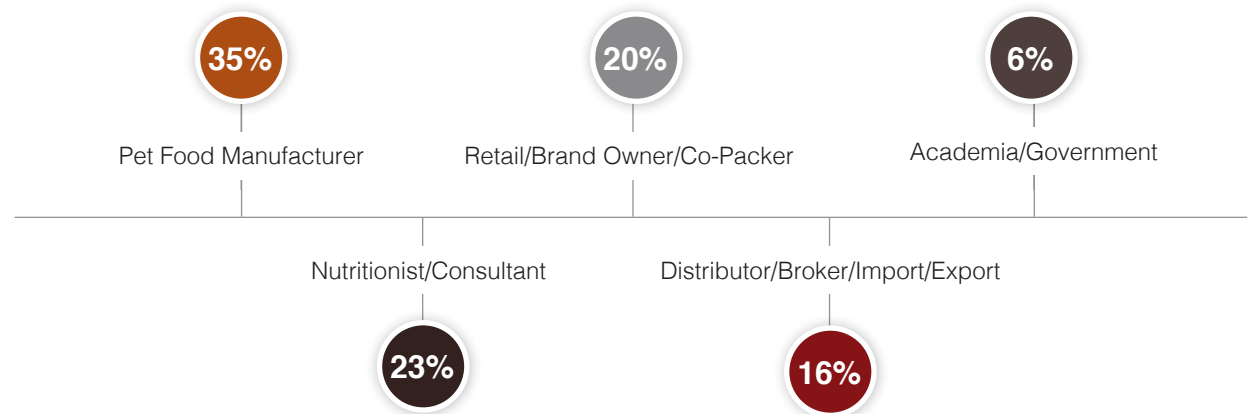 35%
Pet Food Manufacturer
20%
Retail/Brand Owner/Co-Packer
6%
Academia/Government
Nutritionist/Consultant
23%
Distributor/Broker/Import/Export
16%